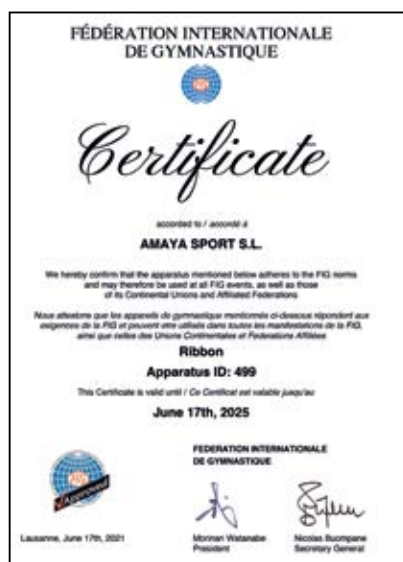 FÉDÉRATION INTERNATIONALE
DE GYMNASTIQUE
Certificate
accorded to / accordé à
AMAYA SPORT S.L.
We hereby confirm that the apparatus mentioned below adheres to the FIG norms
and may therefore be used at all FIG events, as well as those
of its Continental Unions and Affiliated Federations
Nous attestons que les appareils de gymnastique mentionnés ci-dessous répondent aux
exigences de la FIG et peuvent être utilisés dans toutes les manifestations de la FIG,
ainsi que celles des Unions Continentales et Federations Affiliées
Ribbon
Apparatus ID: 499
This Certificate is valid until / Ce Certificat est valable jusqu'au
June 17th, 2025
FEDERATION INTERNATIONALE
DE GYMNASTIQUE
Approved
Lausanne, June 17th, 2021
Morinari Watanabe
President
Nicolas Buompane
Secretary General